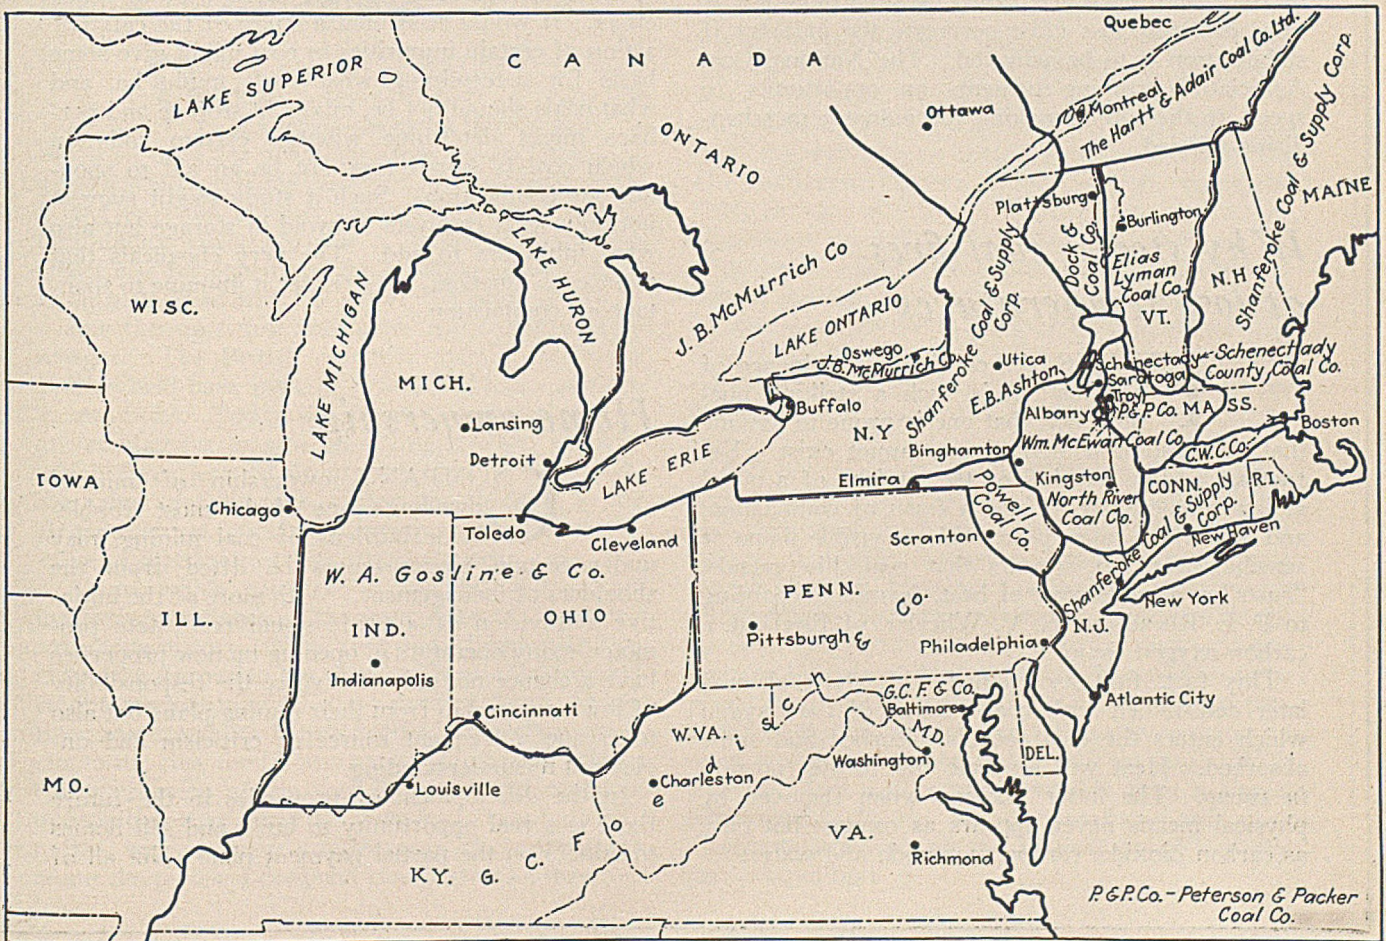 Quebec
CANADA
LAKE SUPERIOR
Ottawa
Montreal
The Hartt & Adair Coal Co. Ltd.
ONTARIO
Shanferoke Coal & Supply Corp.
MAINE
Plattsburg
Burlington
Dock &
Coal Co.
Elias
Lyman
Coal Co.
VT.
N.H.
WISC.
LAKE MICHIGAN
LAKE HURON
J. B. McMurrich Co
LAKE ONTARIO
Shanferoke Coal & Supply
Corp.
Oswego
J. B. McMurrich Co.
Utica
E.B. Ashton
Schenectady
Schenectady
County Coal Co.
Saratoga
Troy
MICH.
Lansing
Detroit
Buffalo
N.Y
Albany
P.&P. Co.
MASS.
Boston
Wm. McEwan Coal Co.
C.W.C. Co.
Binghamton
LAKE ERIE
Elmira
Kingston
CONN.
R.I.
North River
Coal Co.
Powell
Coal Co.
Shanferoke Coal & Supply
Corp.
New Haven
IOWA
Chicago
Toledo
Cleveland
Scranton
W. A. Gosline & Co.
PENN.
New York
ILL.
IND.
OHIO
Pittsburgh
Philadelphia
N.J.
Indianapolis
Atlantic City
Cincinnati
G.C.F. & Co.
Baltimore
W.VA.
MD.
Washington
DEL.
MO.
Louisville
Charleston
VA.
Richmond
KY.
G. C. Foedisc & Co.
P.&P. Co.-Peterson & Packer
Coal Co.